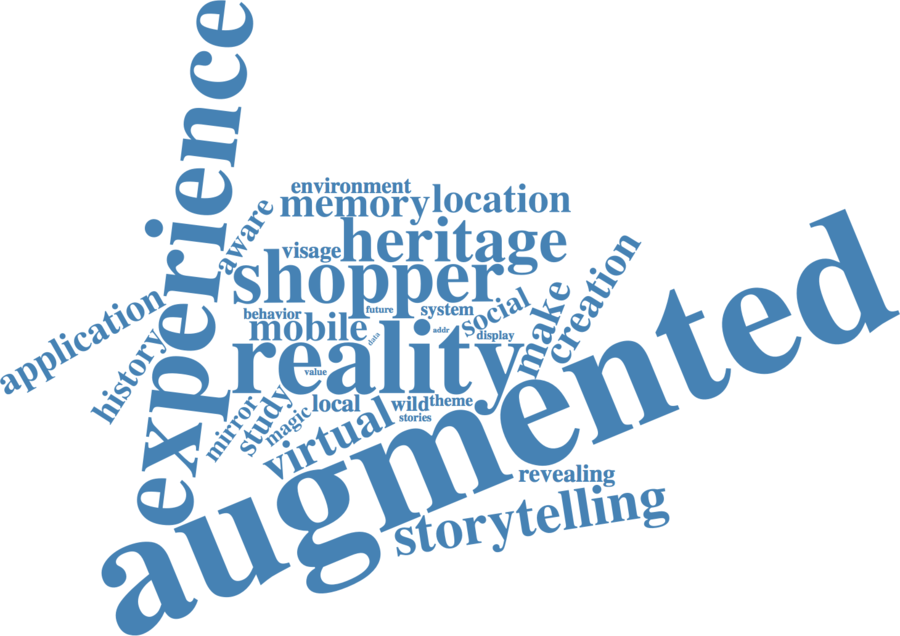 experience
environment
memory
location
aware
visage
heritage
shopper
creation
application
history
behavior
future
system
social
make
mobile
data
addr
display
reality
value
mirror
study
magic
local
wild
theme
stories
virtual
augmented
revealing
storytelling